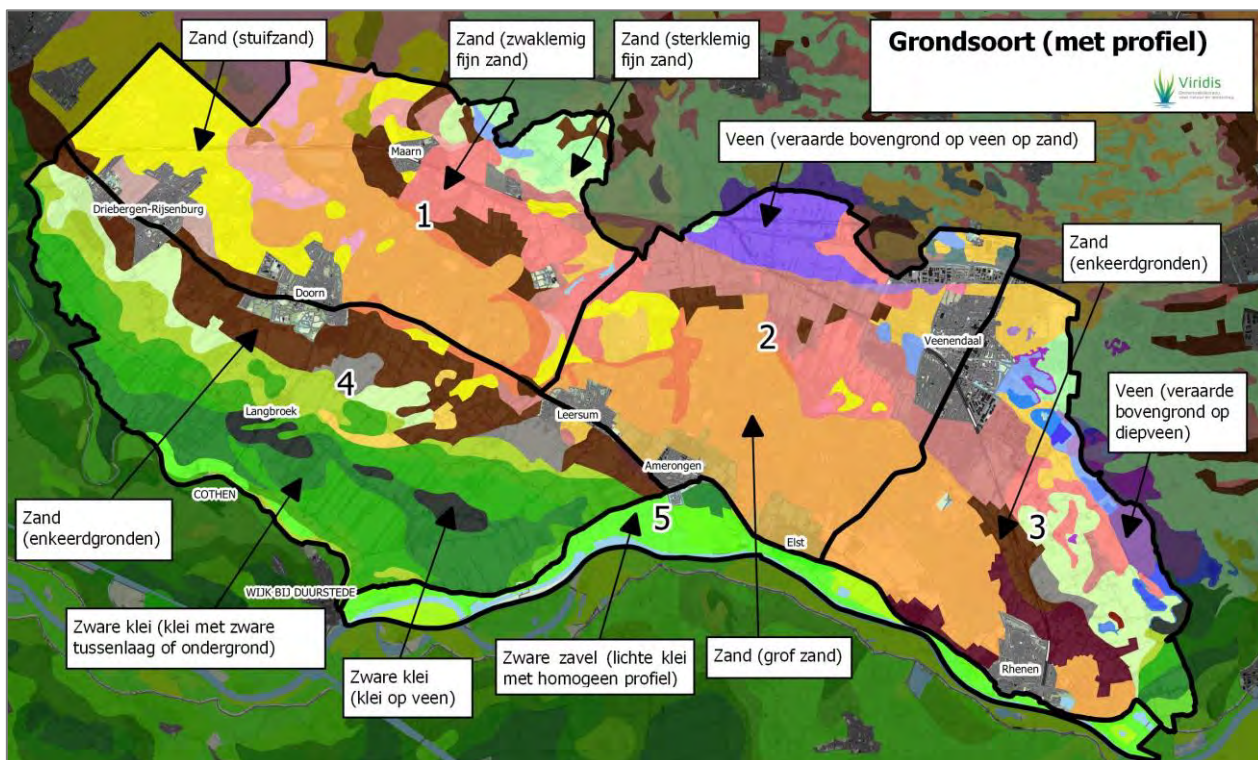 Grondsoort (met profiel)
Viridis
Zand (stuifzand)
Zand (zwaklemig
fijn zand)
Zand (sterklemig
fijn zand)
Veen (veraarde bovengrond op veen op zand)
Maarn
Driebergen-Rijsenburg
1
Zand
(enkeerdgronden)
Doorn
2
Veenendaal
4
Langbroek
Leersum
Veen (veraarde
bovengrond op
diepveen)
Amerongen
COTHEN
5
3
Elst
Zand
(enkeerdgronden)
WIJK BIJ DUURSTEDE
Zware klei (klei met zware
tussenlaag of ondergrond)
Zware klei
(klei op veen)
Zware zavel (lichte klei
met homogeen profiel)
Zand (grof zand)
Rhenen